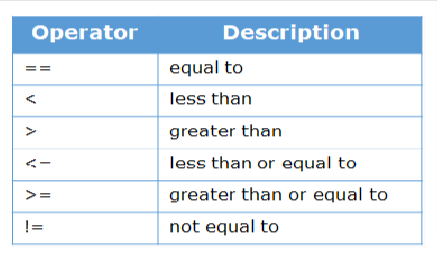 Operator Description
== equal to
< less than
> greater than
<= less than or equal to
>= greater than or equal to
!= not equal to